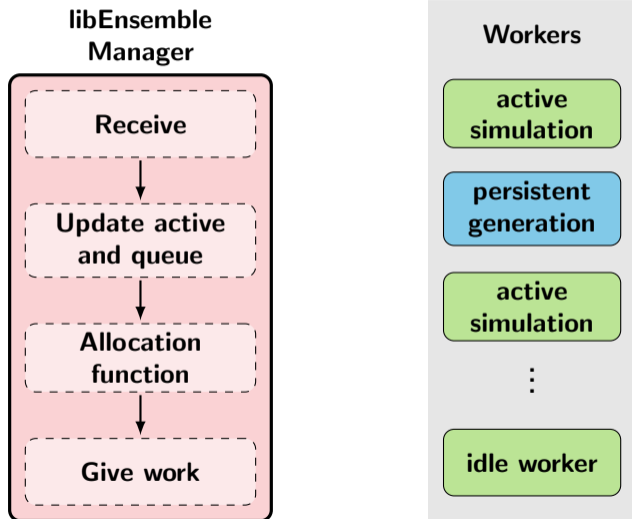 libEnsemble
Manager
Receive
Update active
and queue
Allocation
function
Give work
Workers
active
simulation
persistent
generation
active
simulation
⋮
idle worker